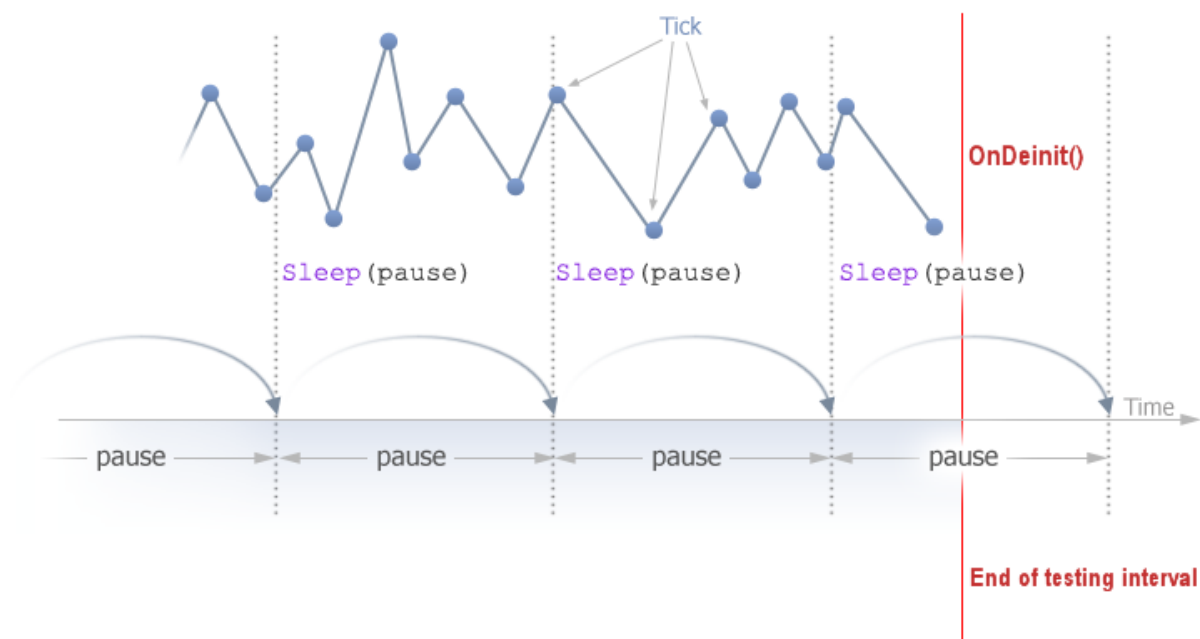 Tick
OnDeinit()
Sleep(pause)
Sleep(pause)
Sleep(pause)
Time
pause
pause
pause
pause
End of testing interval